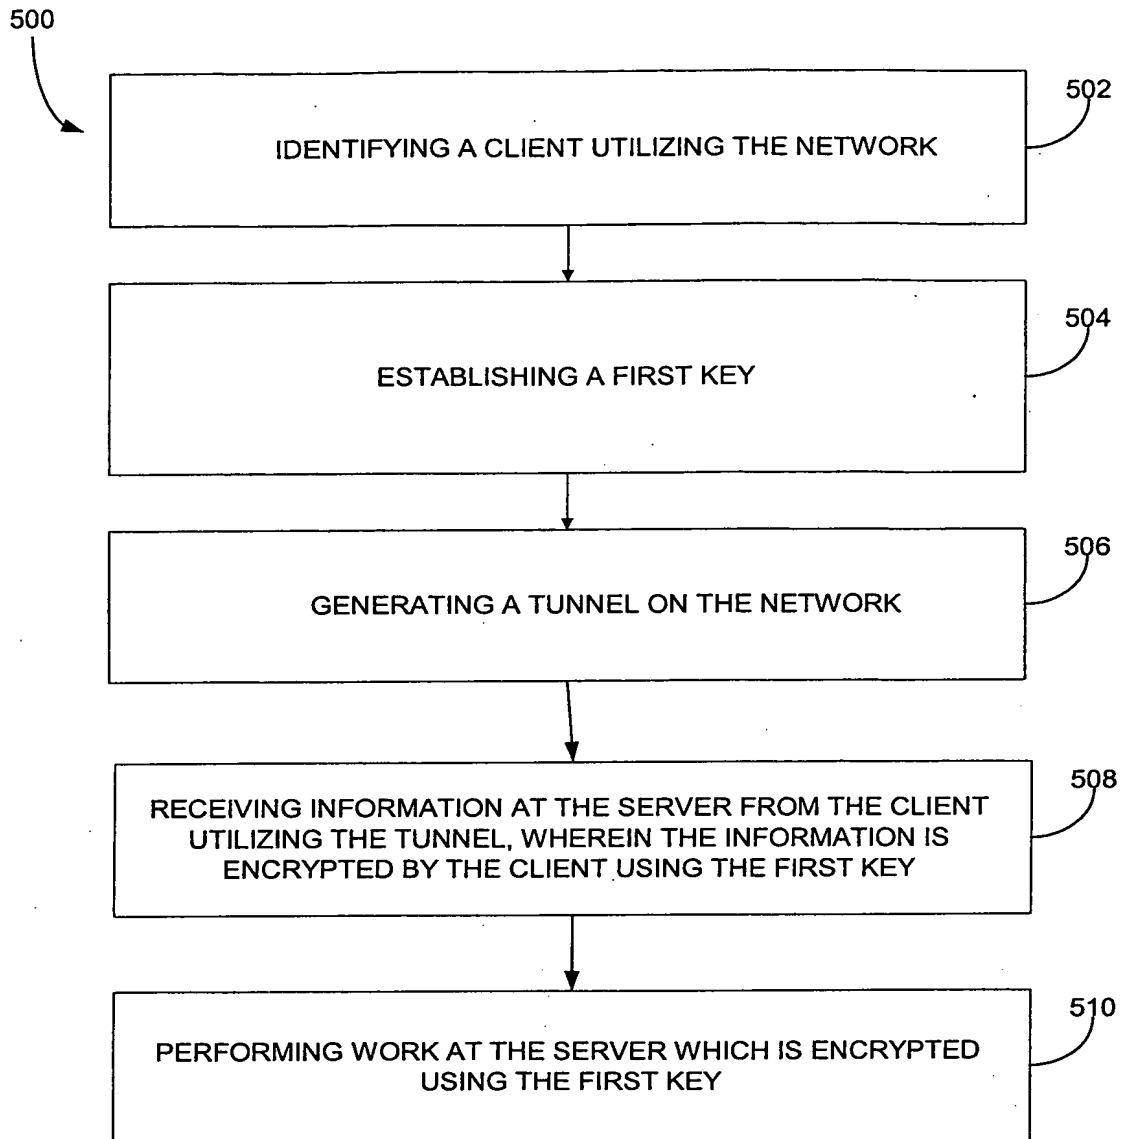 500
502
IDENTIFYING A CLIENT UTILIZING THE NETWORK
504
ESTABLISHING A FIRST KEY
506
GENERATING A TUNNEL ON THE NETWORK
508
RECEIVING INFORMATION AT THE SERVER FROM THE CLIENT
UTILIZING THE TUNNEL, WHEREIN THE INFORMATION IS
ENCRYPTED BY THE CLIENT USING THE FIRST KEY
510
PERFORMING WORK AT THE SERVER WHICH IS ENCRYPTED
USING THE FIRST KEY